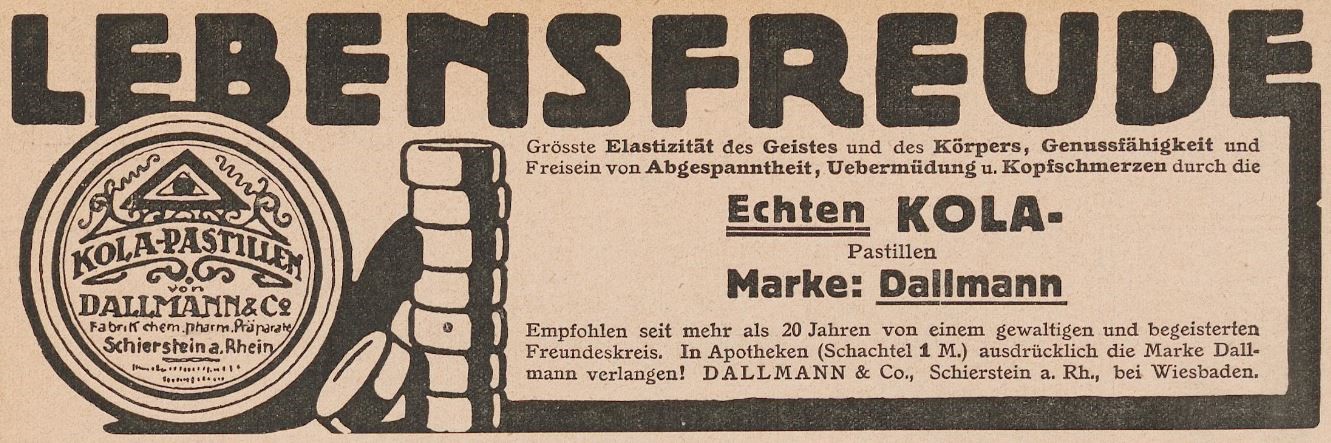 LEBENSFREUDE
KOLA-PASTILLEN
von
DALLMANN & Co
Fabrik chem. pharm. Präparate
Schierstein a. Rhein
Grösste Elastizität des Geistes und des Körpers, Genussfähigkeit und
Freisein von Abgespanntheit, Uebermüdung u. Kopfschmerzen durch die
Echten KOLA-
Pastillen
Marke: Dallmann
Empfohlen seit mehr als 20 Jahren von einem gewaltigen und begeisterten
Freundeskreis. In Apotheken (Schachtel 1 M.) ausdrücklich die Marke Dall-
mann verlangen! DALLMANN & Co., Schierstein a. Rh., bei Wiesbaden.